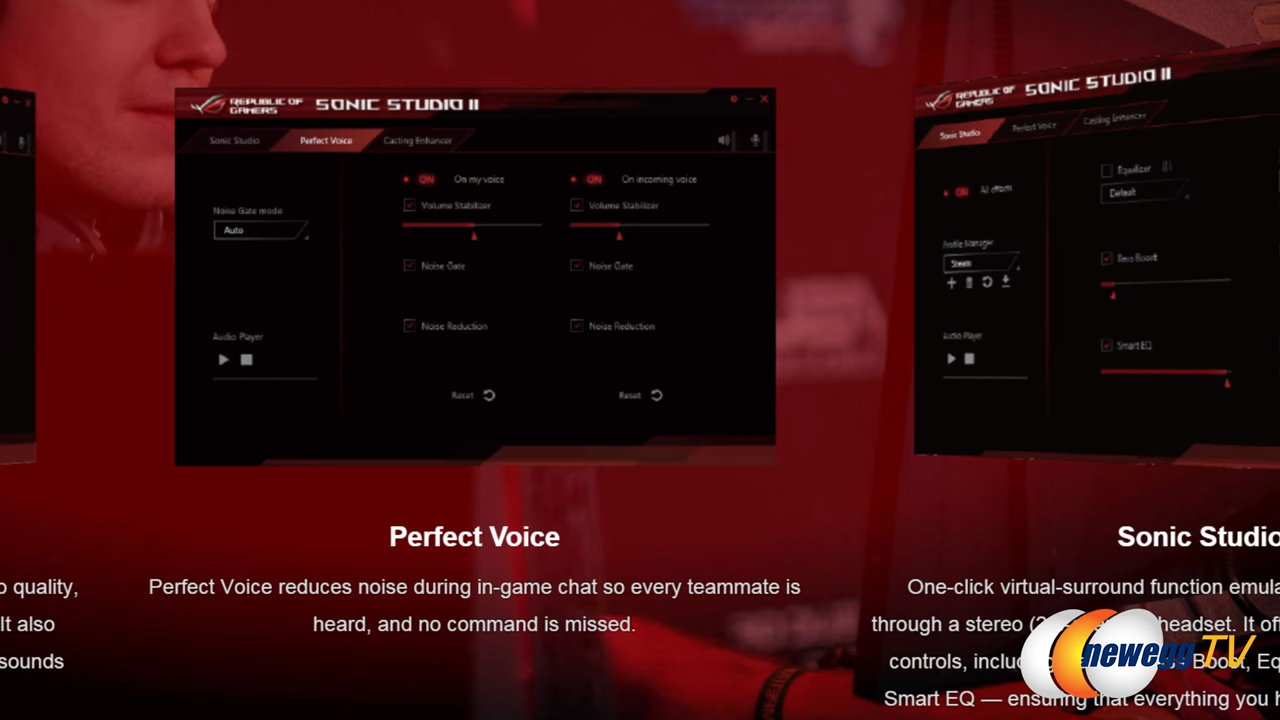 REPUBLIC OF
GAMERS
SONIC STUDIO II
Sonic Studio
Perfect Voice
Casting Enhancer
Noise Gate mode
Auto
Audio Player
ON
On my voice
Volume Stabilizer
Noise Gate
Noise Reduction
Reset
ON
On incoming voice
Volume Stabilizer
Noise Gate
Noise Reduction
Reset
REPUBLIC OF
GAMERS
SONIC STUDIO II
Sonic Studio
Perfect Voice
Casting Enhancer
ON
All effects
Profile Manager
Steam
Audio Player
Equalizer
Default
Bass Boost
Smart EQ
quality,
It also
sounds
Perfect Voice
Perfect Voice reduces noise during in-game chat so every teammate is
heard, and no command is missed.
Sonic Studio
One-click virtual-surround function
through a stereo headset. It
controls, Boost,
Smart EQ — ensuring that everything you
newegg TV